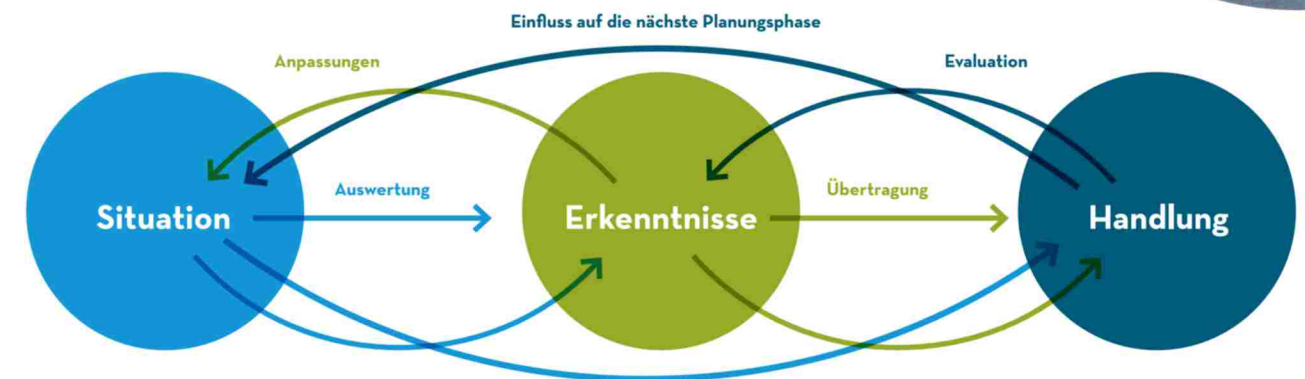 Einfluss auf die nächste Planungsphase
Anpassungen
Evaluation
Auswertung
Übertragung
Situation
Erkenntnisse
Handlung